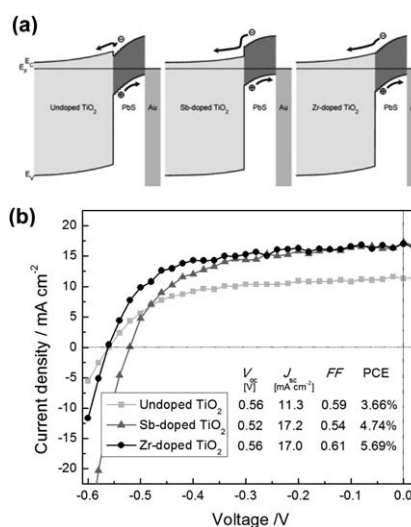 (a)
E_C
E_F
E_V
Undoped TiO2
PbS
Au
Sb-doped TiO2
PbS
Au
Zr-doped TiO2
PbS
(b)
Current density / mA cm-2
20
15
10
5
0
-5
-10
-15
-20
V_oc J_sc FF PCE
[V] [mA cm-2]
Undoped TiO2 0.56 11.3 0.59 3.66%
Sb-doped TiO2 0.52 17.2 0.54 4.74%
Zr-doped TiO2 0.56 17.0 0.61 5.69%
-0.6 -0.5 -0.4 -0.3 -0.2 -0.1 0.0
Voltage /V